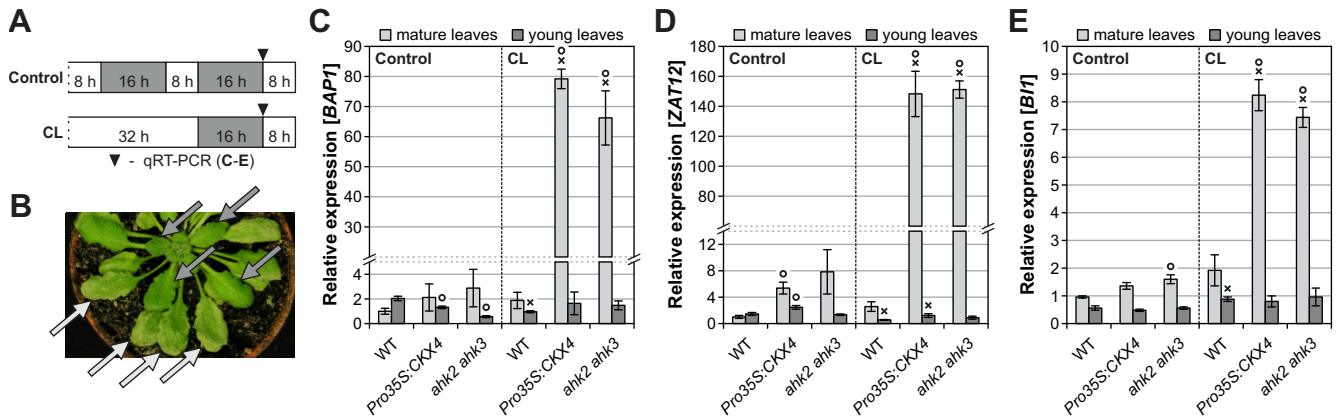 A
Control
8 h
16 h
8 h
16 h
8 h
CL
32 h
16 h
8 h
▼ - qRT-PCR (C-E)
B
C
mature leaves young leaves
Relative expression [BAP1]
90
80
70
60
50
40
30
4
2
0
Control
CL
WT
Pro35S:CKX4
ahk2 ahk3
WT
Pro35S:CKX4
ahk2 ahk3
D
mature leaves young leaves
Relative expression [ZAT12]
180
160
140
120
100
80
12
8
4
0
Control
CL
WT
Pro35S:CKX4
ahk2 ahk3
WT
Pro35S:CKX4
ahk2 ahk3
E
mature leaves young leaves
Relative expression [BI1]
10
9
8
7
6
5
4
3
2
1
0
Control
CL
WT
Pro35S:CKX4
ahk2 ahk3
WT
Pro35S:CKX4
ahk2 ahk3